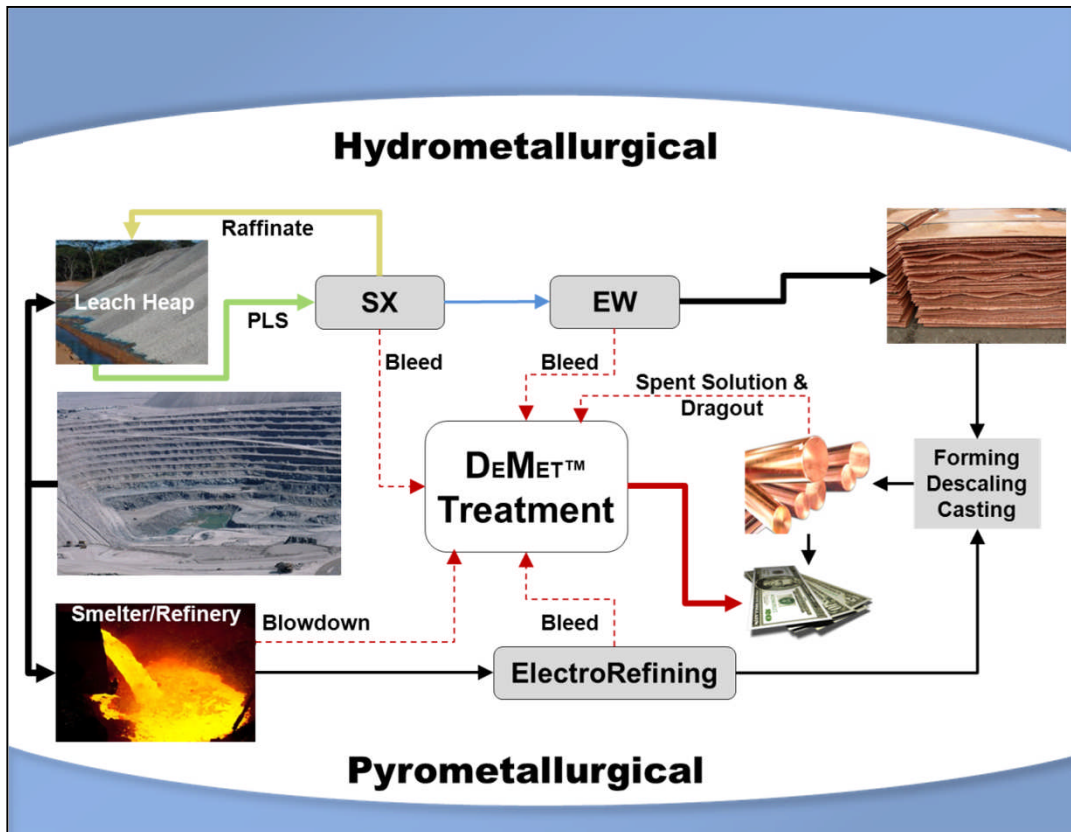 Hydrometallurgical
Raffinate
Leach Heap
SX
EW
PLS
Bleed
Bleed
Spent Solution &
Dragout
DEMET™
Treatment
Forming
Descaling
Casting
Smelter/Refinery
Blowdown
Bleed
ElectroRefining
Pyrometallurgical